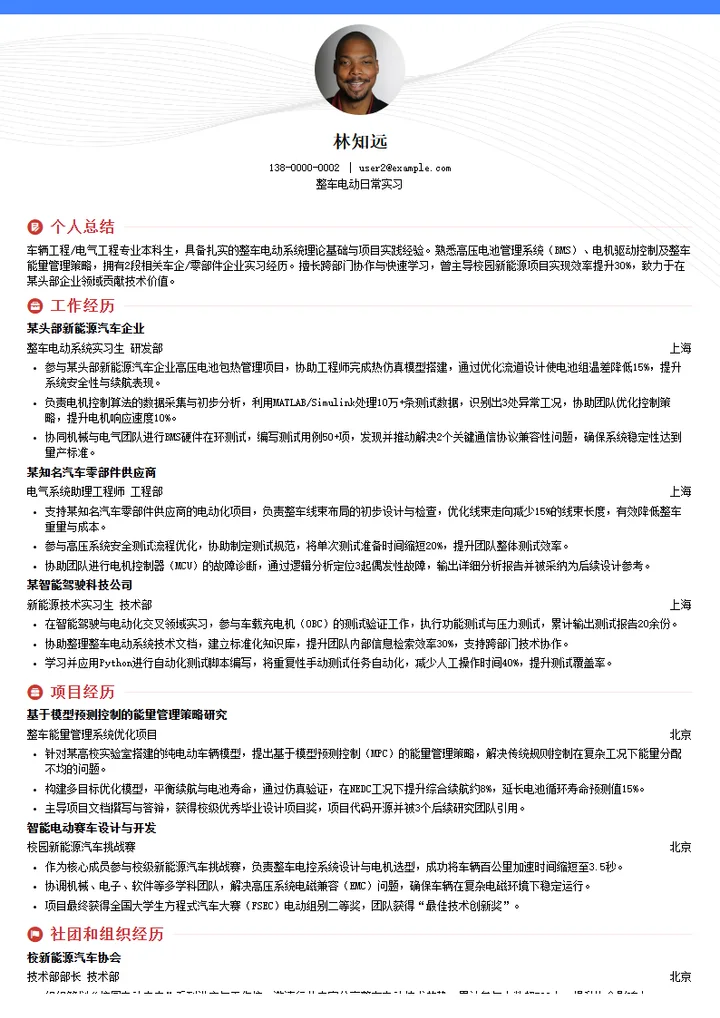 林知远
138-0000-0002 | user2@example.com
整车电动日常实习
个人总结
车辆工程/电气工程专业本科生，具备扎实的整车电动系统理论基础与项目实践经验。熟悉高压电池管理系统（BMS）、电机驱动控制及整车
能量管理策略，拥有2段相关车企/零部件企业实习经历。擅长跨部门协作与快速学习，曾主导校园新能源项目实现效率提升30%，致力于在
某头部企业领域贡献技术价值。
工作经历
某头部新能源汽车企业
整车电动系统实习生 研发部 上海
• 参与某头部新能源汽车企业高压电池包热管理项目，协助工程师完成热仿真模型搭建，通过优化流道设计使电池组温差降低15%，提升
系统安全性与续航表现。
• 负责电机控制算法的数据采集与初步分析，利用MATLAB/Simulink处理10万+条测试数据，识别出3处异常工况，协助团队优化控制策
略，提升电机响应速度10%。
• 协同机械与电气团队进行BMS硬件在环测试，编写测试用例50+项，发现并推动解决2个关键通信协议兼容性问题，确保系统稳定性达到
量产标准。
某知名汽车零部件供应商
电气系统助理工程师 工程部 上海
• 支持某知名汽车零部件供应商的电动化项目，负责整车线束布局的初步设计与检查，优化线束走向减少15%的线束长度，有效降低整车
重量与成本。
• 参与高压系统安全测试流程优化，协助制定测试规范，将单次测试准备时间缩短20%，提升团队整体测试效率。
• 协助团队进行电机控制器（MCU）的故障诊断，通过逻辑分析定位3起偶发性故障，输出详细分析报告并被采纳为后续设计参考。
某智能驾驶科技公司
新能源技术实习生 技术部 上海
• 在智能驾驶与电动化交叉领域实习，参与车载充电机（OBC）的测试验证工作，执行功能测试与压力测试，累计输出测试报告20余份。
• 协助整理整车电动系统技术文档，建立标准化知识库，提升团队内部信息检索效率30%，支持跨部门技术协作。
• 学习并应用Python进行自动化测试脚本编写，将重复性手动测试任务自动化，减少人工操作时间40%，提升测试覆盖率。
项目经历
基于模型预测控制的能量管理策略研究
整车能量管理系统优化项目 北京
• 针对某高校实验室搭建的纯电动车辆模型，提出基于模型预测控制（MPC）的能量管理策略，解决传统规则控制在复杂工况下能量分配
不均的问题。
• 构建多目标优化模型，平衡续航与电池寿命，通过仿真验证，在NEDC工况下提升综合续航约8%，延长电池循环寿命预测值15%。
• 主导项目文档撰写与答辩，获得校级优秀毕业设计项目奖，项目代码开源并被3个后续研究团队引用。
智能电动赛车设计与开发
校园新能源汽车挑战赛 北京
• 作为核心成员参与校级新能源汽车挑战赛，负责整车电控系统设计与电机选型，成功将车辆百公里加速时间缩短至3.5秒。
• 协调机械、电子、软件等多学科团队，解决高压系统电磁兼容（EMC）问题，确保车辆在复杂电磁环境下稳定运行。
• 项目最终获得全国大学生方程式汽车大赛（FSEC）电动组别二等奖，团队获得“最佳技术创新奖”。
社团和组织经历
校新能源汽车协会
技术部部长 技术部 北京